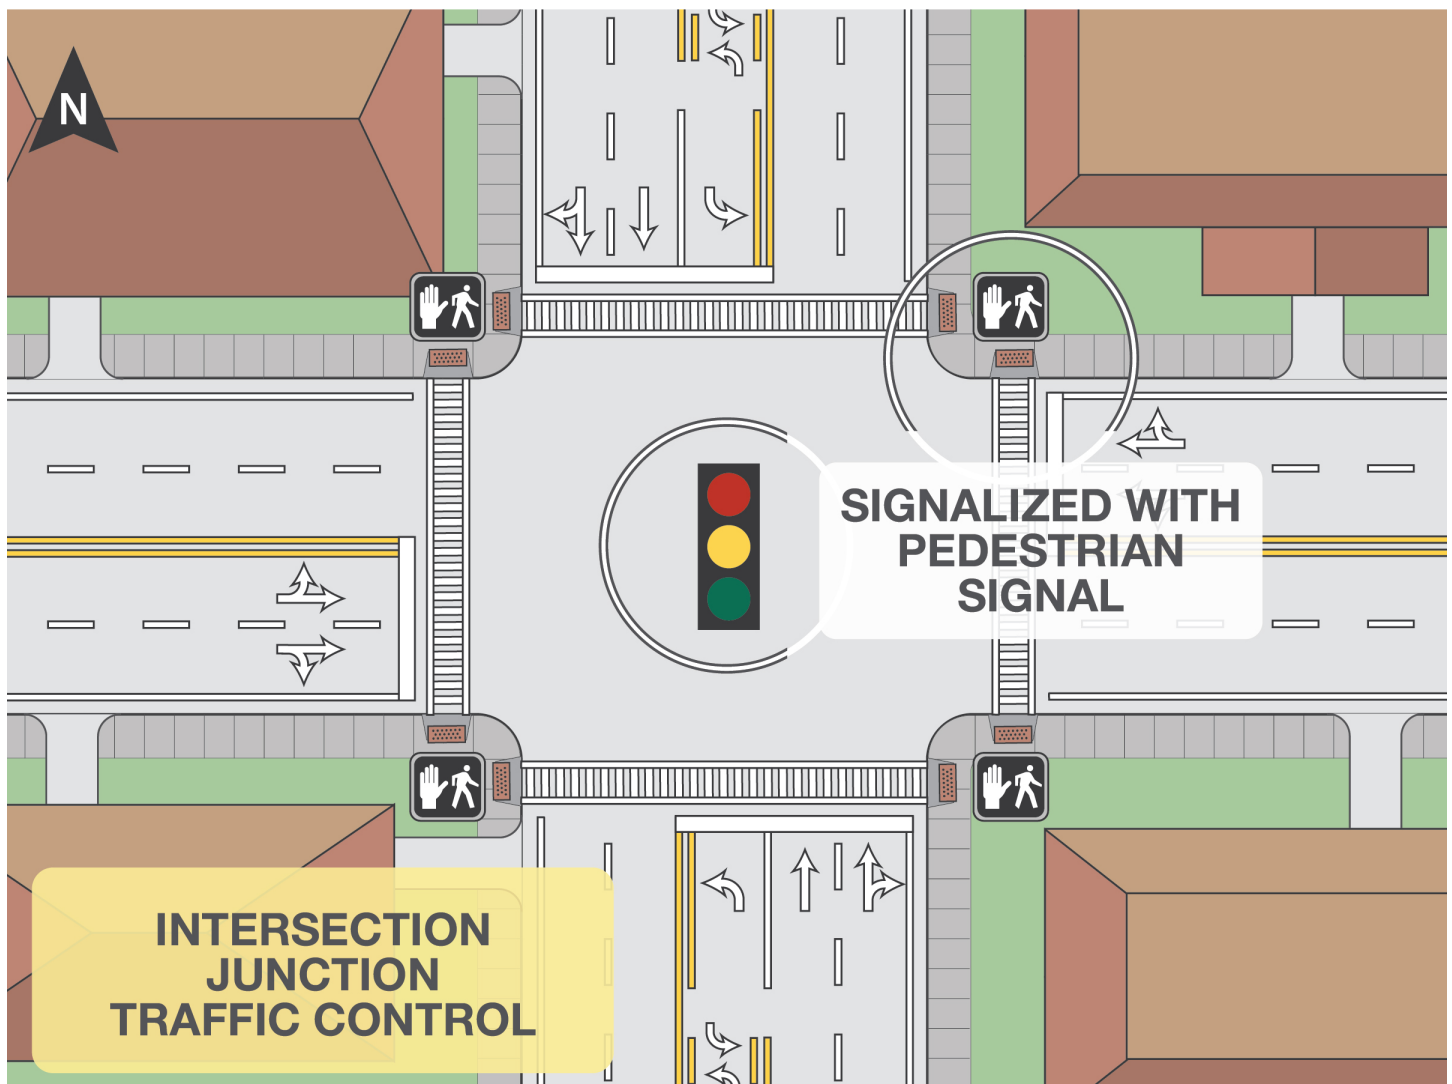 N
SIGNALIZED WITH
PEDESTRIAN
SIGNAL
INTERSECTION
JUNCTION
TRAFFIC CONTROL